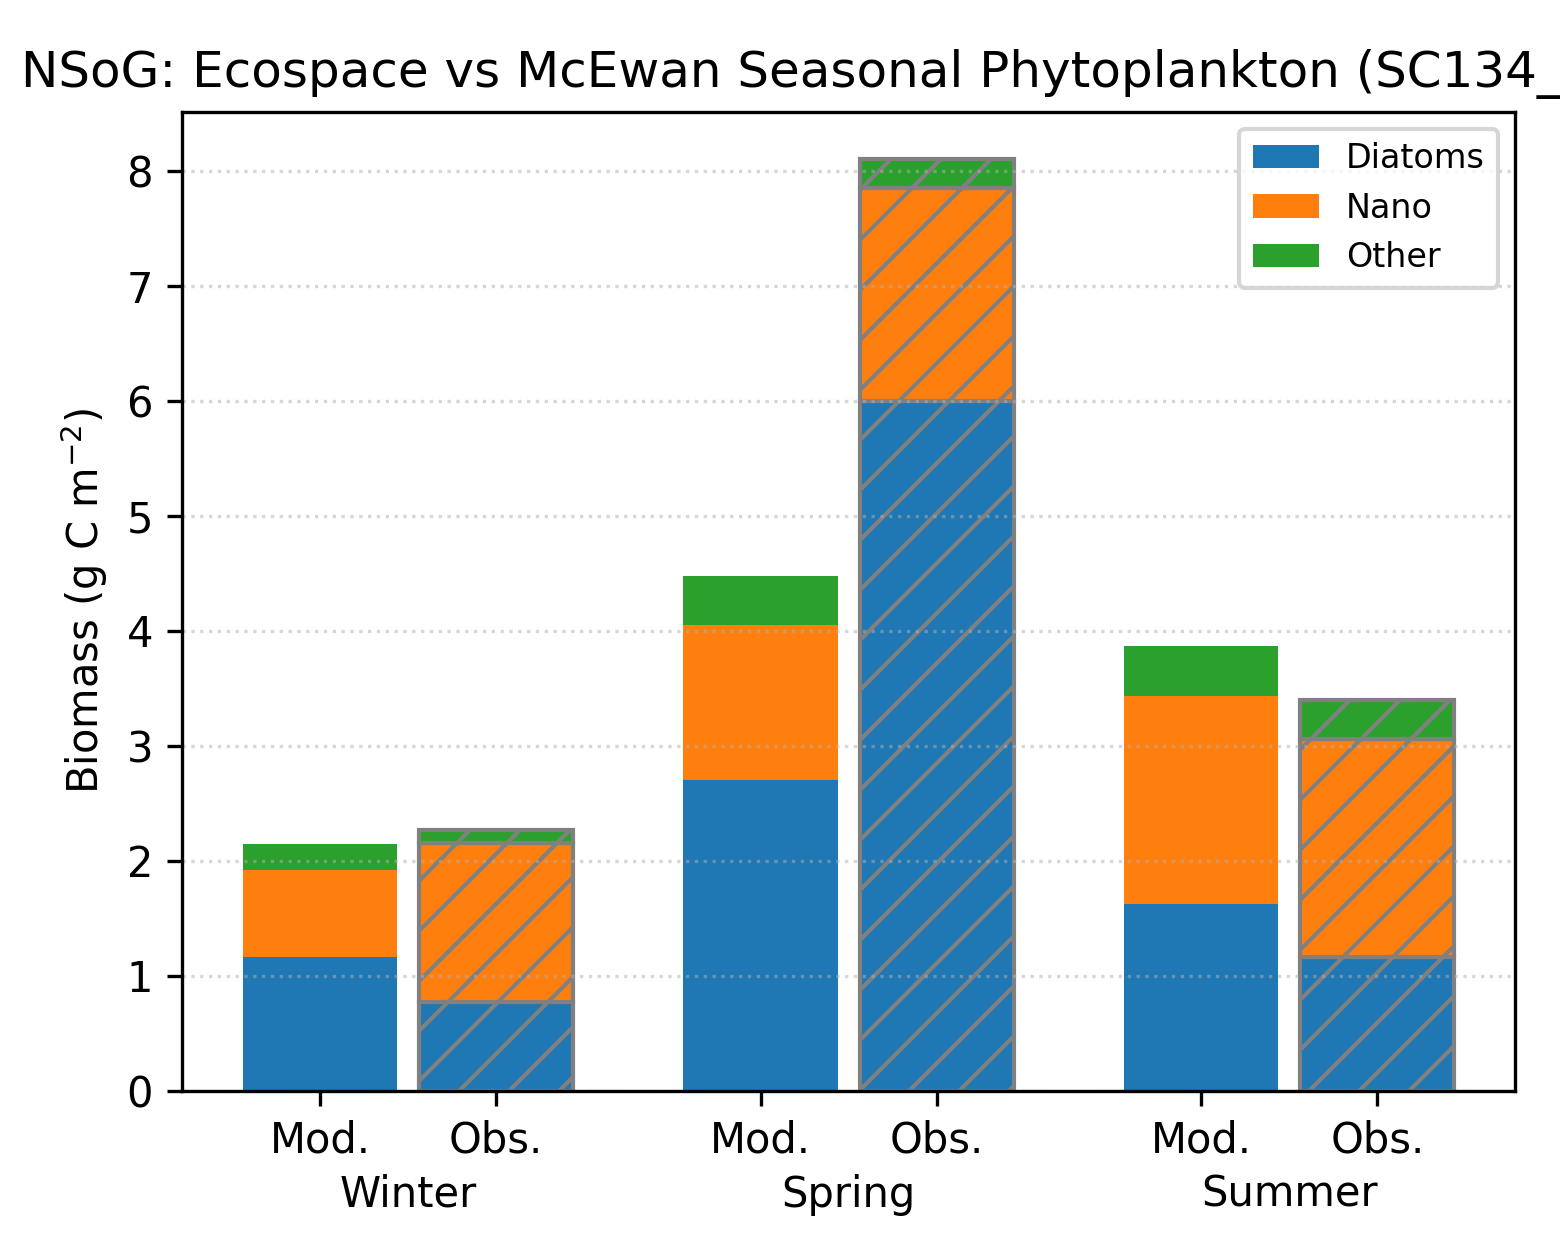 NSoG: Ecospace vs McEwan Seasonal Phytoplankton (SC134_
Diatoms
Nano
Other
8
7
6
5
4
3
2
1
0
Biomass (g C m⁻²)
Mod. Obs. Mod. Obs. Mod. Obs.
Winter Spring Summer